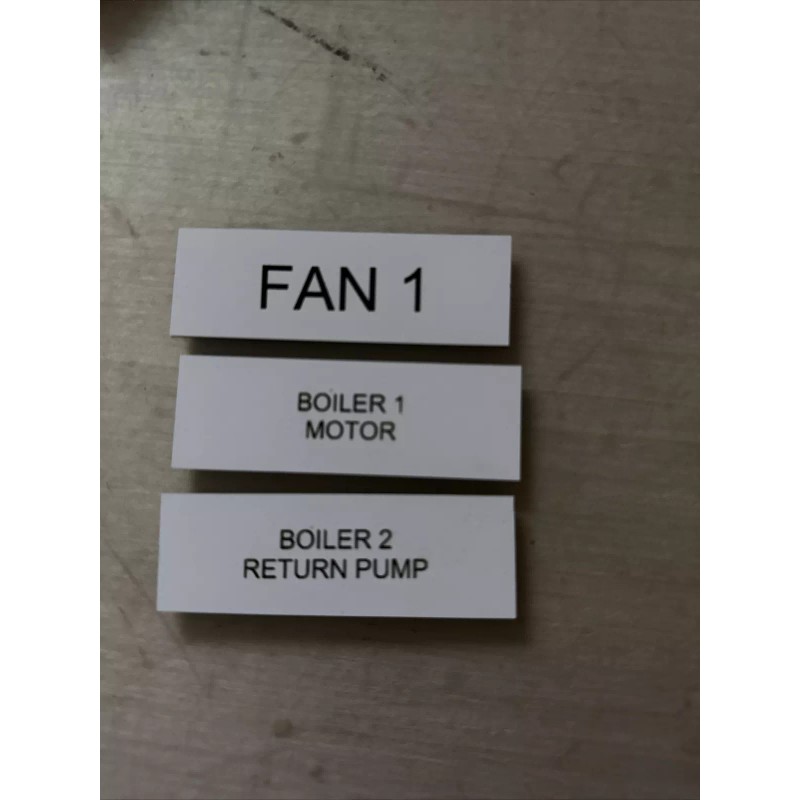 FAN 1
BOILER 1
MOTOR
BOILER 2
RETURN PUMP